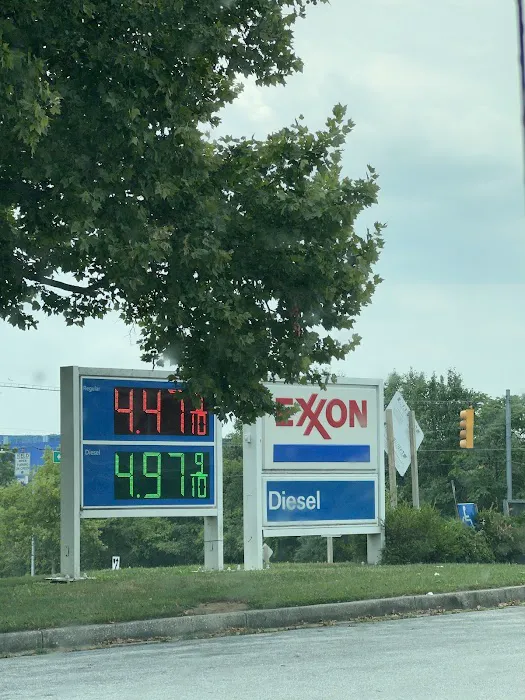 Regular
4.47 9/10
Diesel
4.97 9/10
EXXON
Diesel